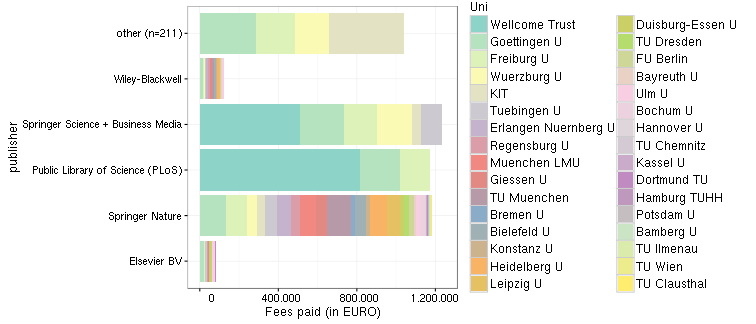 Uni
other (n=211)
Wiley-Blackwell
Springer Science + Business Media
Public Library of Science (PLoS)
Springer Nature
Elsevier BV
publisher
0
400.000
800.000
1.200.000
Fees paid (in EURO)
Wellcome Trust
Goettingen U
Freiburg U
Wuerzburg U
KIT
Tuebingen U
Erlangen Nuernberg U
Regensburg U
Muenchen LMU
Giessen U
TU Muenchen
Bremen U
Bielefeld U
Konstanz U
Heidelberg U
Leipzig U
Duisburg-Essen U
TU Dresden
FU Berlin
Bayreuth U
Ulm U
Bochum U
Hannover U
TU Chemnitz
Kassel U
Dortmund TU
Hamburg TUHH
Potsdam U
Bamberg U
TU Ilmenau
TU Wien
TU Clausthal